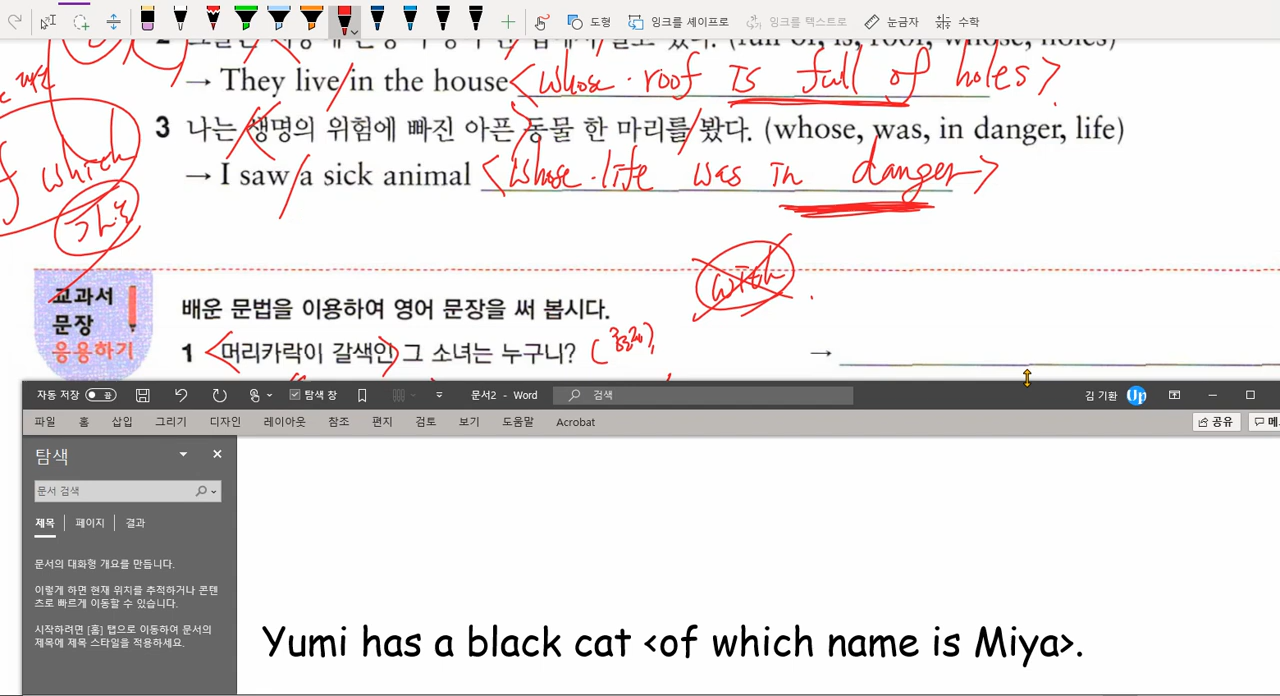 도형 잉크를 셰이프로 잉크를 텍스트로 눈금자 수학
→ They live/in the house <whose roof is full of holes>
3 나는 생명의 위험에 빠진 아픈 동물 한 마리를 봤다. (whose, was, in danger, life)
f which
→ I saw/a sick animal <whose life was in danger>
with
교과서
문장
응용하기
배운 문법을 이용하여 영어 문장을 써 봅시다.
1 <머리카락이 갈색인> 그 소녀는 누구니? →
자동 저장 끔 탐색 창 문서2 - Word 검색 김 기환 Up
파일 홈 삽입 그리기 디자인 레이아웃 참조 편지 검토 보기 도움말 Acrobat 공유
탐색
문서 검색
제목 페이지 결과
문서의 대화형 개요를 만듭니다.
이렇게 하면 현재 위치를 추적하거나 콘텐
츠로 빠르게 이동할 수 있습니다.
시작하려면 [홈] 탭으로 이동하여 문서의
제목에 제목 스타일을 적용하세요.
Yumi has a black cat <of which name is Miya>.